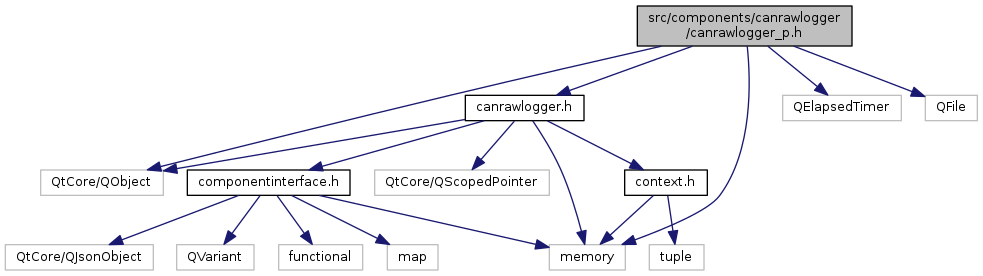 src/components/canrawlogger
/canrawlogger_p.h
canrawlogger.h
QElapsedTimer
QFile
QtCore/QObject
componentinterface.h
QtCore/QScopedPointer
context.h
QtCore/QJsonObject
QVariant
functional
map
memory
tuple